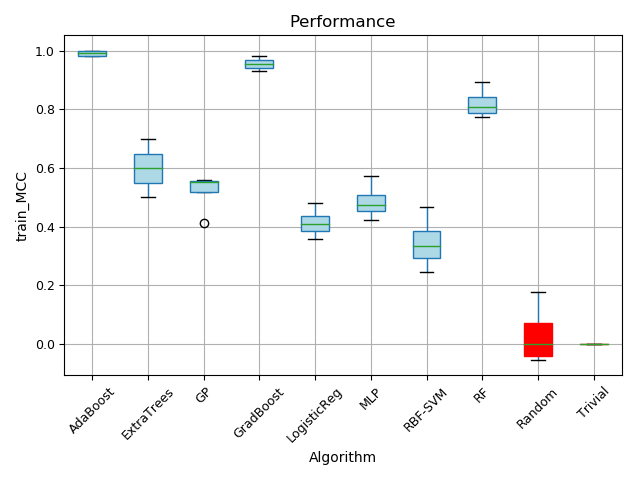 Performance
1.0
0.8
0.6
0.4
0.2
0.0
train_MCC
AdaBoost
ExtraTrees
GP
GradBoost
LogisticReg
MLP
RBF-SVM
RF
Random
Trivial
Algorithm